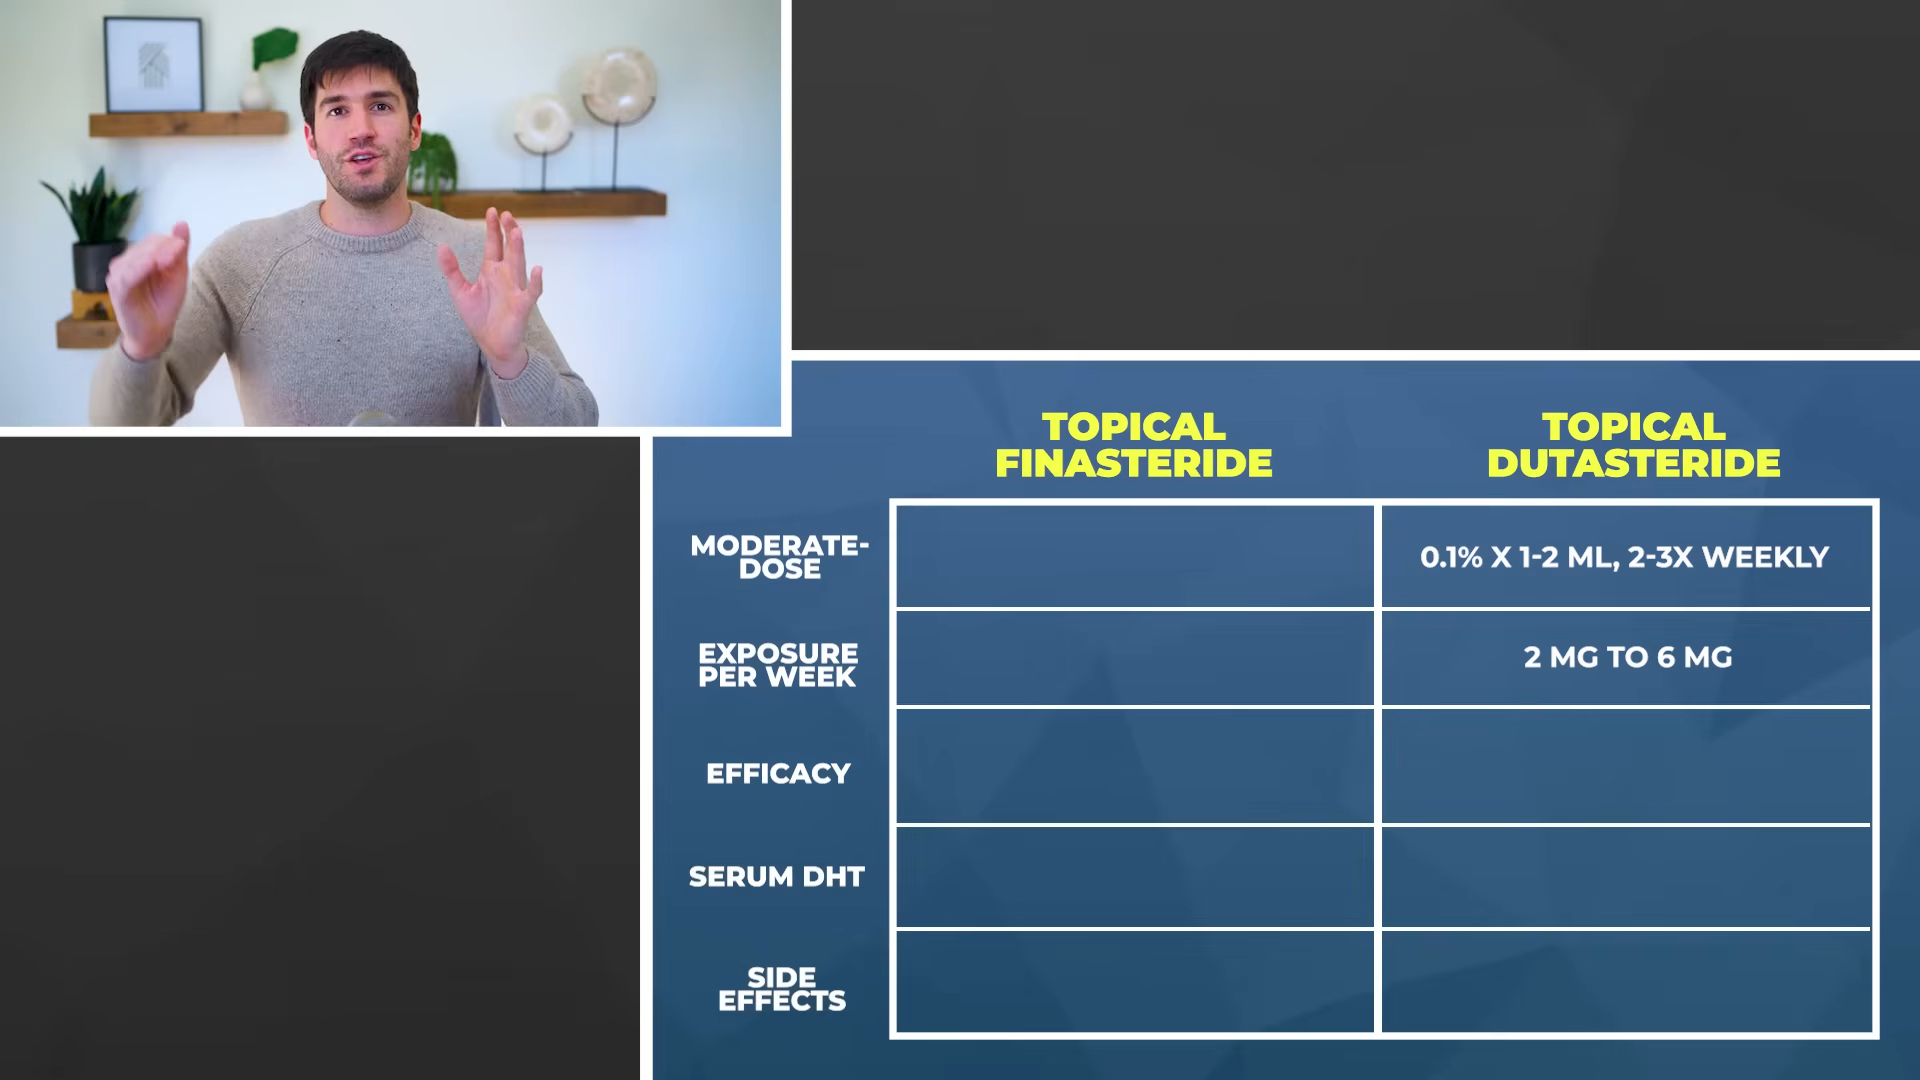 TOPICAL
FINASTERIDE
TOPICAL
DUTASTERIDE
MODERATE-
DOSE
0.1% X 1-2 ML, 2-3X WEEKLY
EXPOSURE
PER WEEK
2 MG TO 6 MG
EFFICACY
SERUM DHT
SIDE
EFFECTS